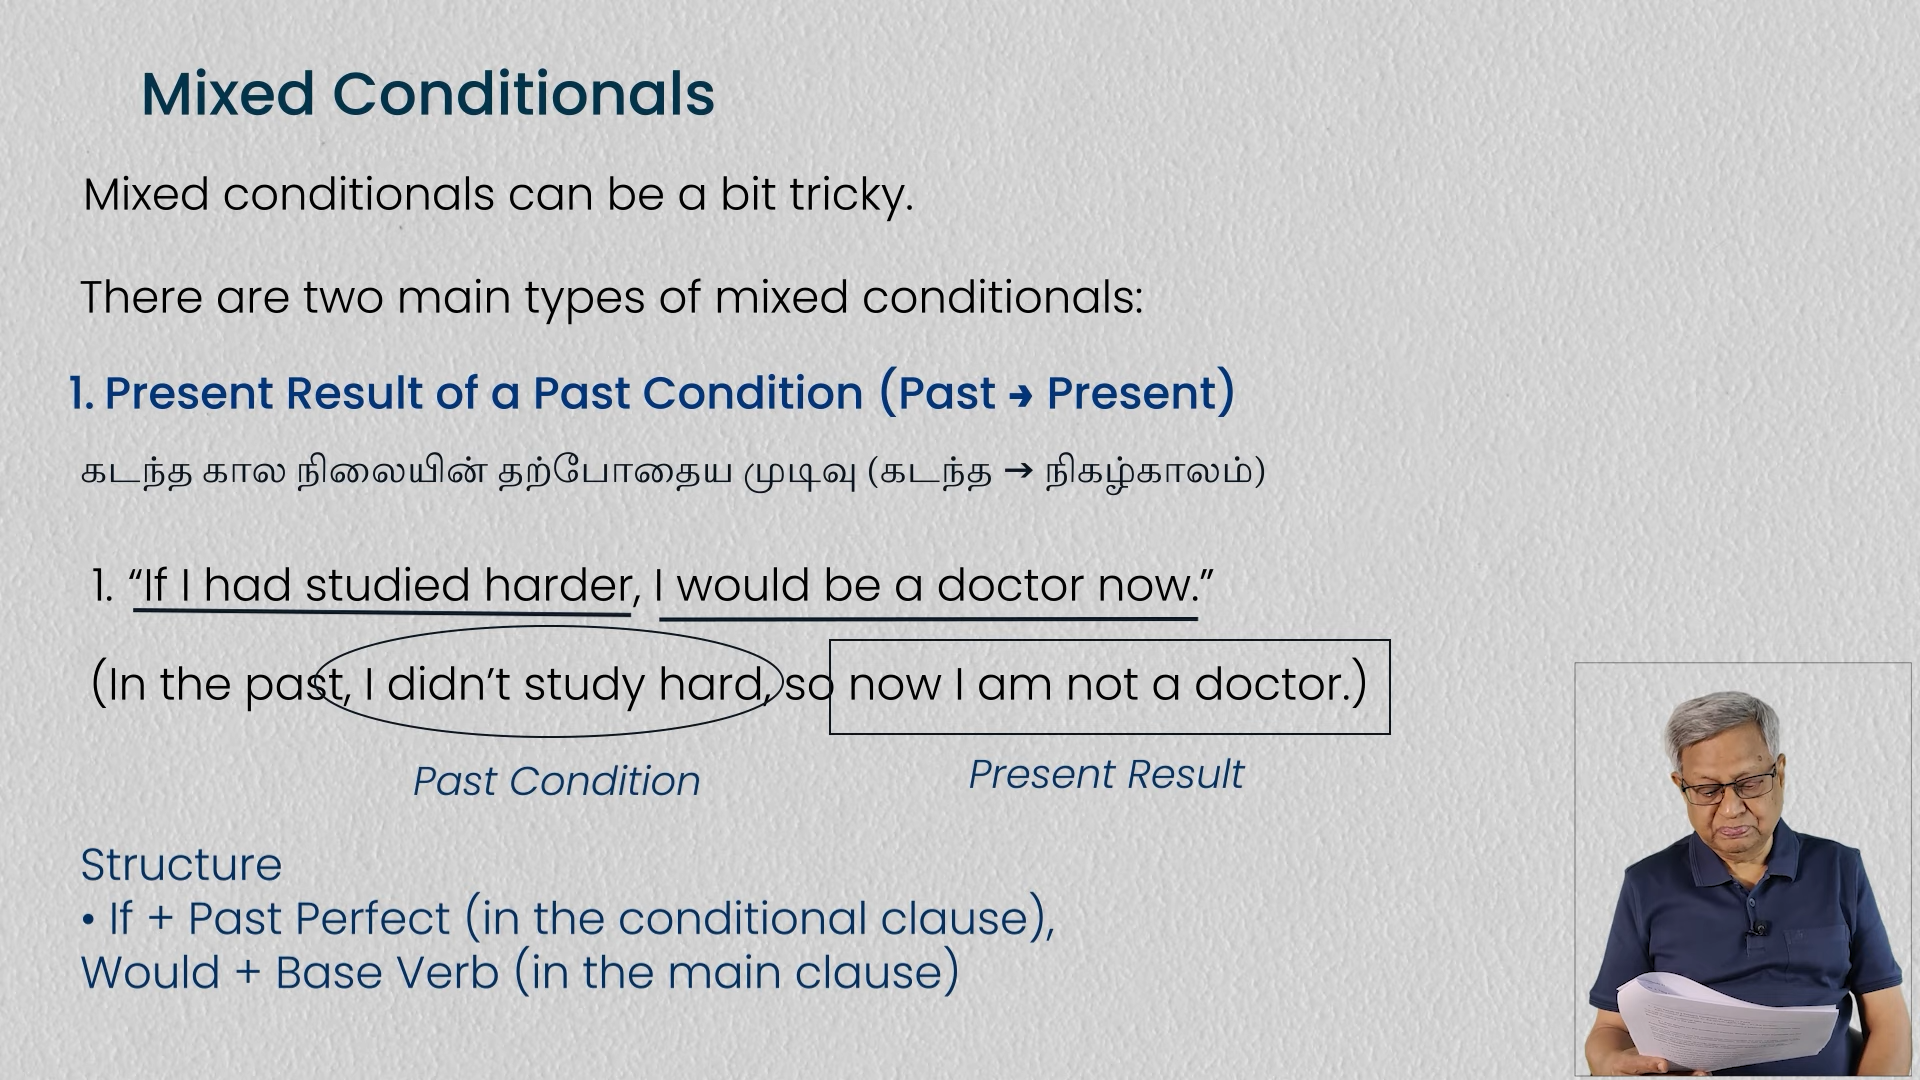 Mixed Conditionals
Mixed conditionals can be a bit tricky.
There are two main types of mixed conditionals:
1. Present Result of a Past Condition (Past → Present)
கடந்த கால நிலையின் தற்போதைய முடிவு (கடந்த → நிகழ்காலம்)
1. “If I had studied harder, I would be a doctor now.”
(In the past, I didn’t study hard, so now I am not a doctor.)
Past Condition
Present Result
Structure
• If + Past Perfect (in the conditional clause),
Would + Base Verb (in the main clause)